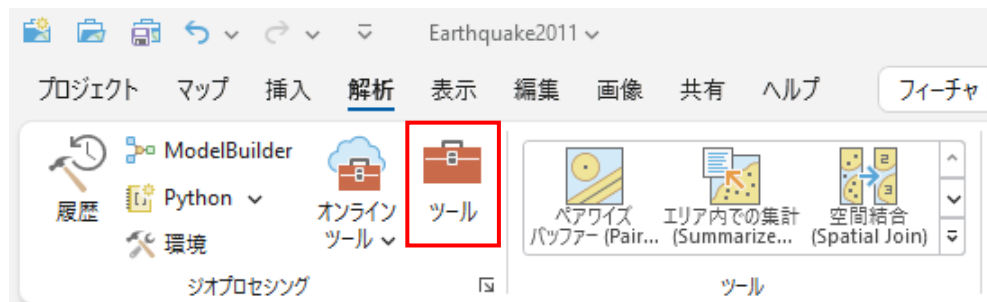 Earthquake2011
プロジェクト マップ 挿入 解析 表示 編集 画像 共有 ヘルプ フィーチャ
履歴
ModelBuilder
Python
環境
オンライン
ツール
ツール
ペアワイズ
バッファー (Pair...
エリア内での集計
(Summarize...
空間結合
(Spatial Join)
ジオプロセシング
ツール